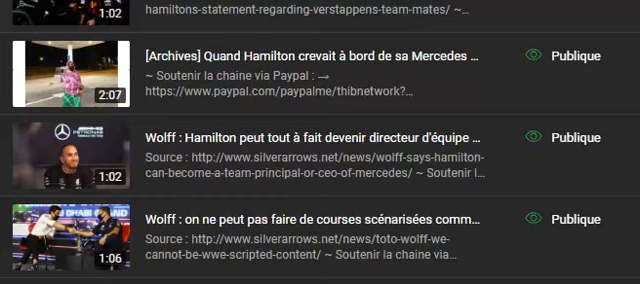 hamiltons-statement-regarding-verstappens-team-mates/ ~...
1:02
[Archives] Quand Hamilton crevait à bord de sa Mercedes ...
Publique
~ Soutenir la chaine via Paypal : →
https://www.paypal.com/paypalme/thibnetwork?...
2:07
Wolff : Hamilton peut tout à fait devenir directeur d'équipe ...
Publique
Source : http://www.silverarrows.net/news/wolff-says-hamilton-
can-become-a-team-principal-or-ceo-of-mercedes/ ~ Soutenir l...
1:02
Wolff : on ne peut pas faire de courses scénarisées comm...
Publique
Source : http://www.silverarrows.net/news/toto-wolff-we-
cannot-be-wwe-scripted-content/ ~ Soutenir la chaine via...
1:06